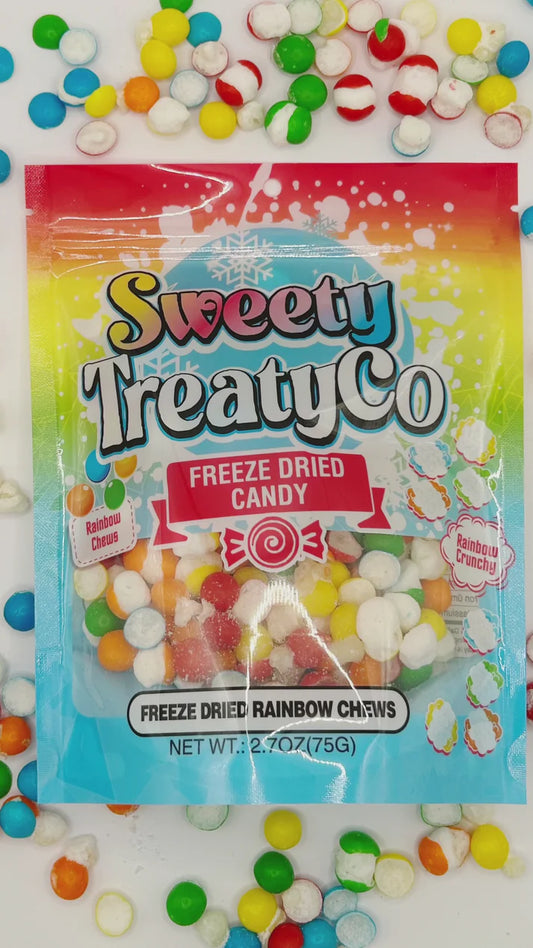 Sweety
TreatyCo
FREEZE DRIED
CANDY
Rainbow
Chews
Rainbow
Crunchy
FREEZE DRIED RAINBOW CHEWS
NET WT.: 2.7OZ(75G)